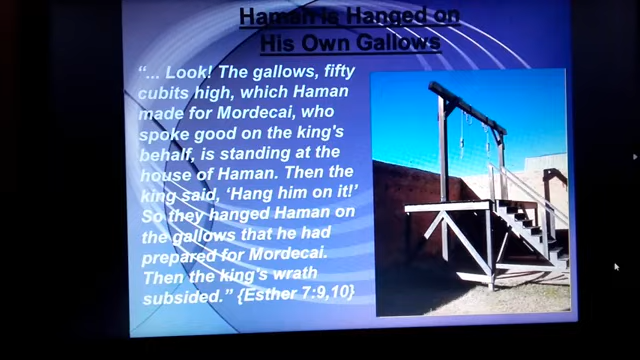 Haman is Hanged on
His Own Gallows
“... Look! The gallows, fifty
cubits high, which Haman
made for Mordecai, who
spoke good on the king's
behalf, is standing at the
house of Haman. Then the
king said, ‘Hang him on it!’
So they hanged Haman on
the gallows that he had
prepared for Mordecai.
Then the king's wrath
subsided.” {Esther 7:9,10}